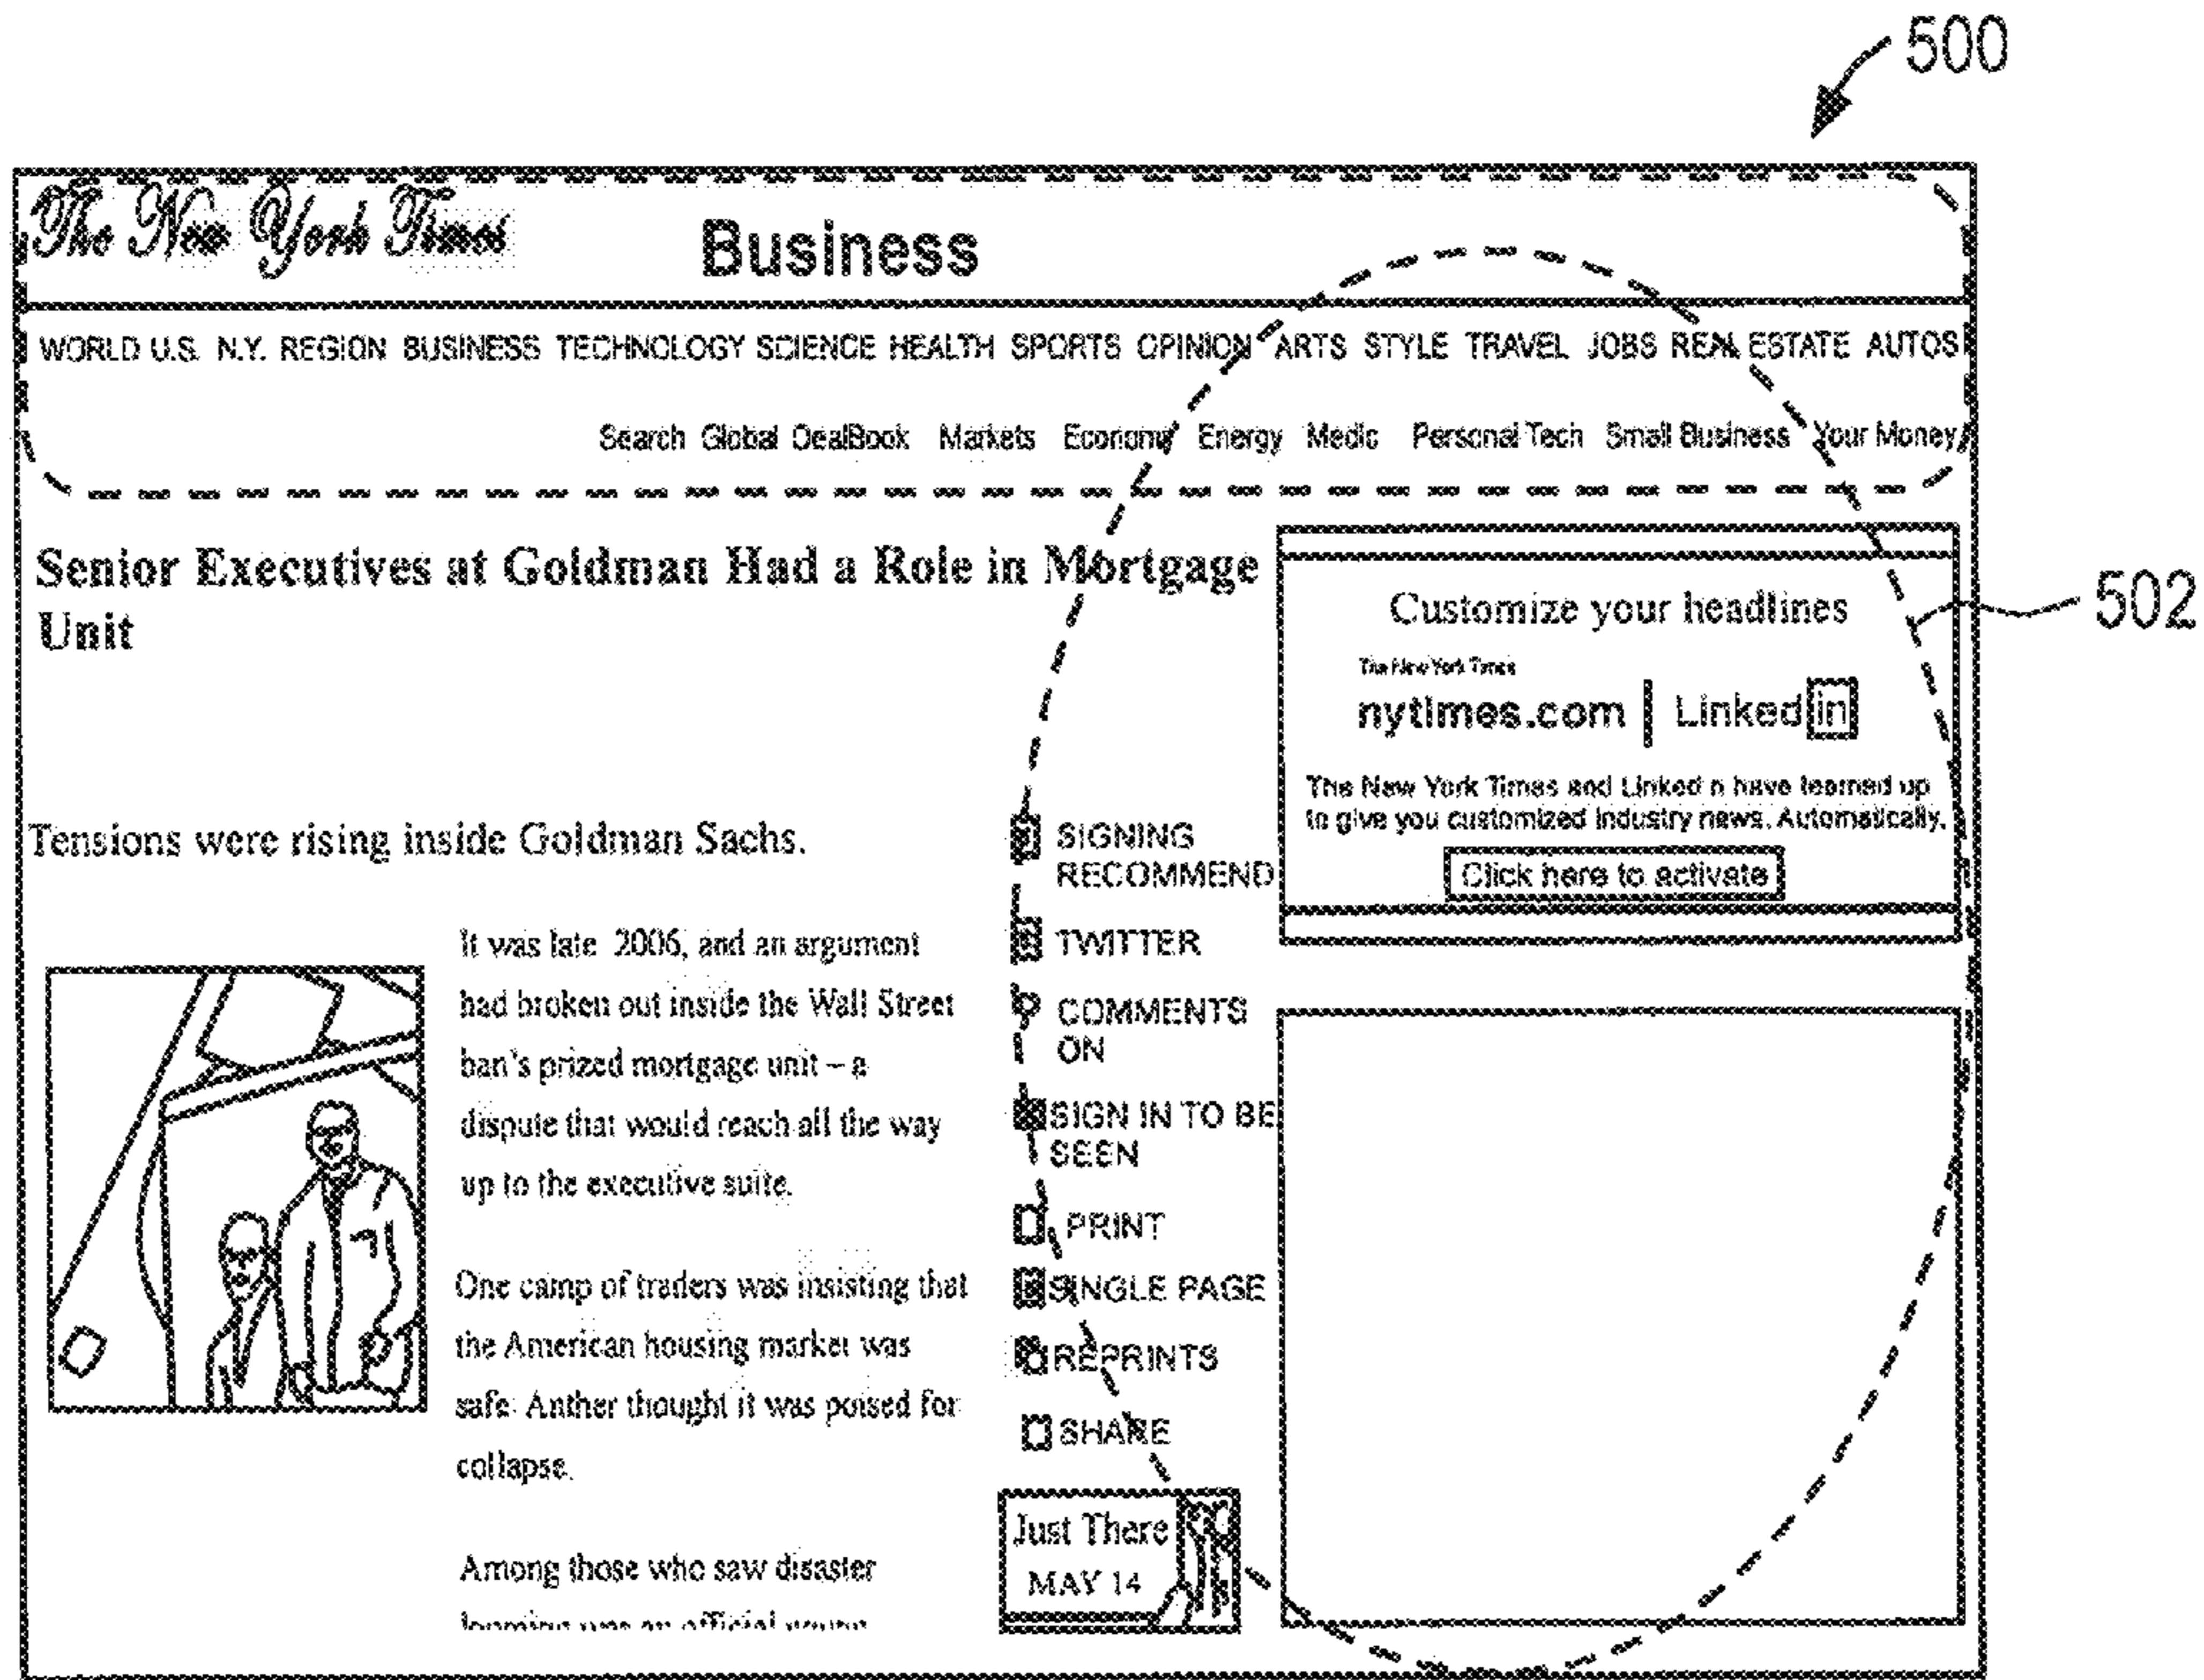 500
The New York Times
Business
WORLD U.S. N.Y. REGION BUSINESS TECHNOLOGY SCIENCE HEALTH SPORTS OPINION ARTS STYLE TRAVEL JOBS REAL ESTATE AUTOS
Search Global DealBook Markets Economy Energy Medic Personal Tech Small Business Your Money
Senior Executives at Goldman Had a Role in Mortgage
Unit
Customize your headlines
502
The New York Times
nytimes.com | Linked in
The New York Times and Linked n have teamed up
to give you customized industry news. Automatically.
Click here to activate
Tensions were rising inside Goldman Sachs.
It was late 2006, and an argument
had broken out inside the Wall Street
ban's prized mortgage unit – a
dispute that would reach all the way
up to the executive suite.
One camp of traders was insisting that
the American housing market was
safe. Anther thought it was poised for
collapse.
Among those who saw disaster
SIGNING
RECOMMEND
TWITTER
COMMENTS
ON
SIGN IN TO BE
SEEN
PRINT
SINGLE PAGE
REPRINTS
SHARE
Just There
MAY 14